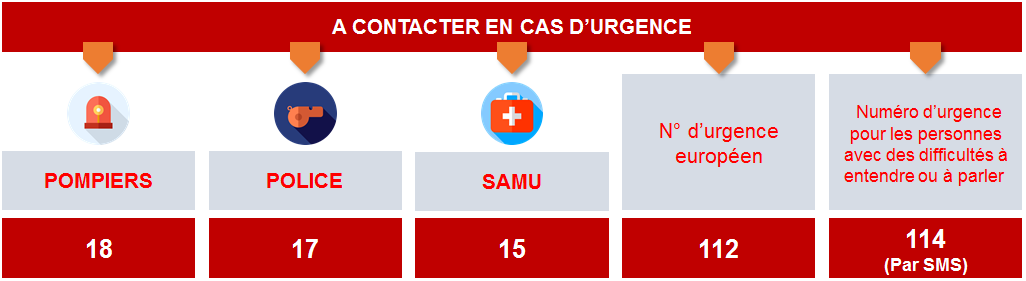 A CONTACTER EN CAS D’URGENCE
POMPIERS
18
POLICE
17
SAMU
15
N° d’urgence
européen
112
Numéro d’urgence
pour les personnes
avec des difficultés à
entendre ou à parler
114
(Par SMS)